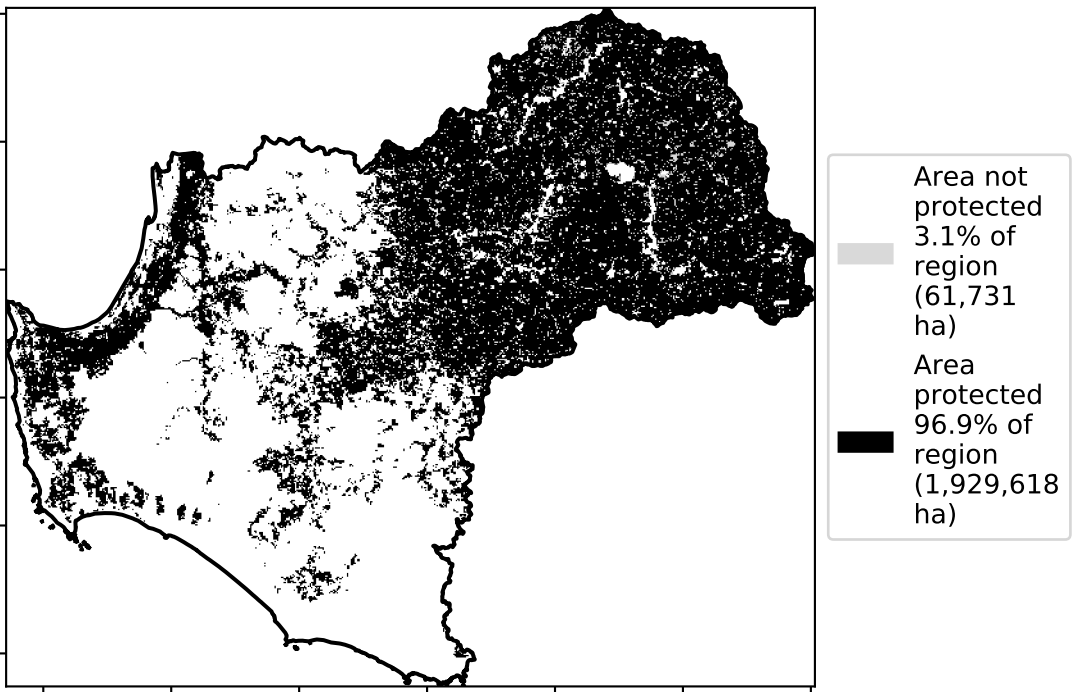 Area not
protected
3.1% of
region
(61,731
ha)
Area
protected
96.9% of
region
(1,929,618
ha)